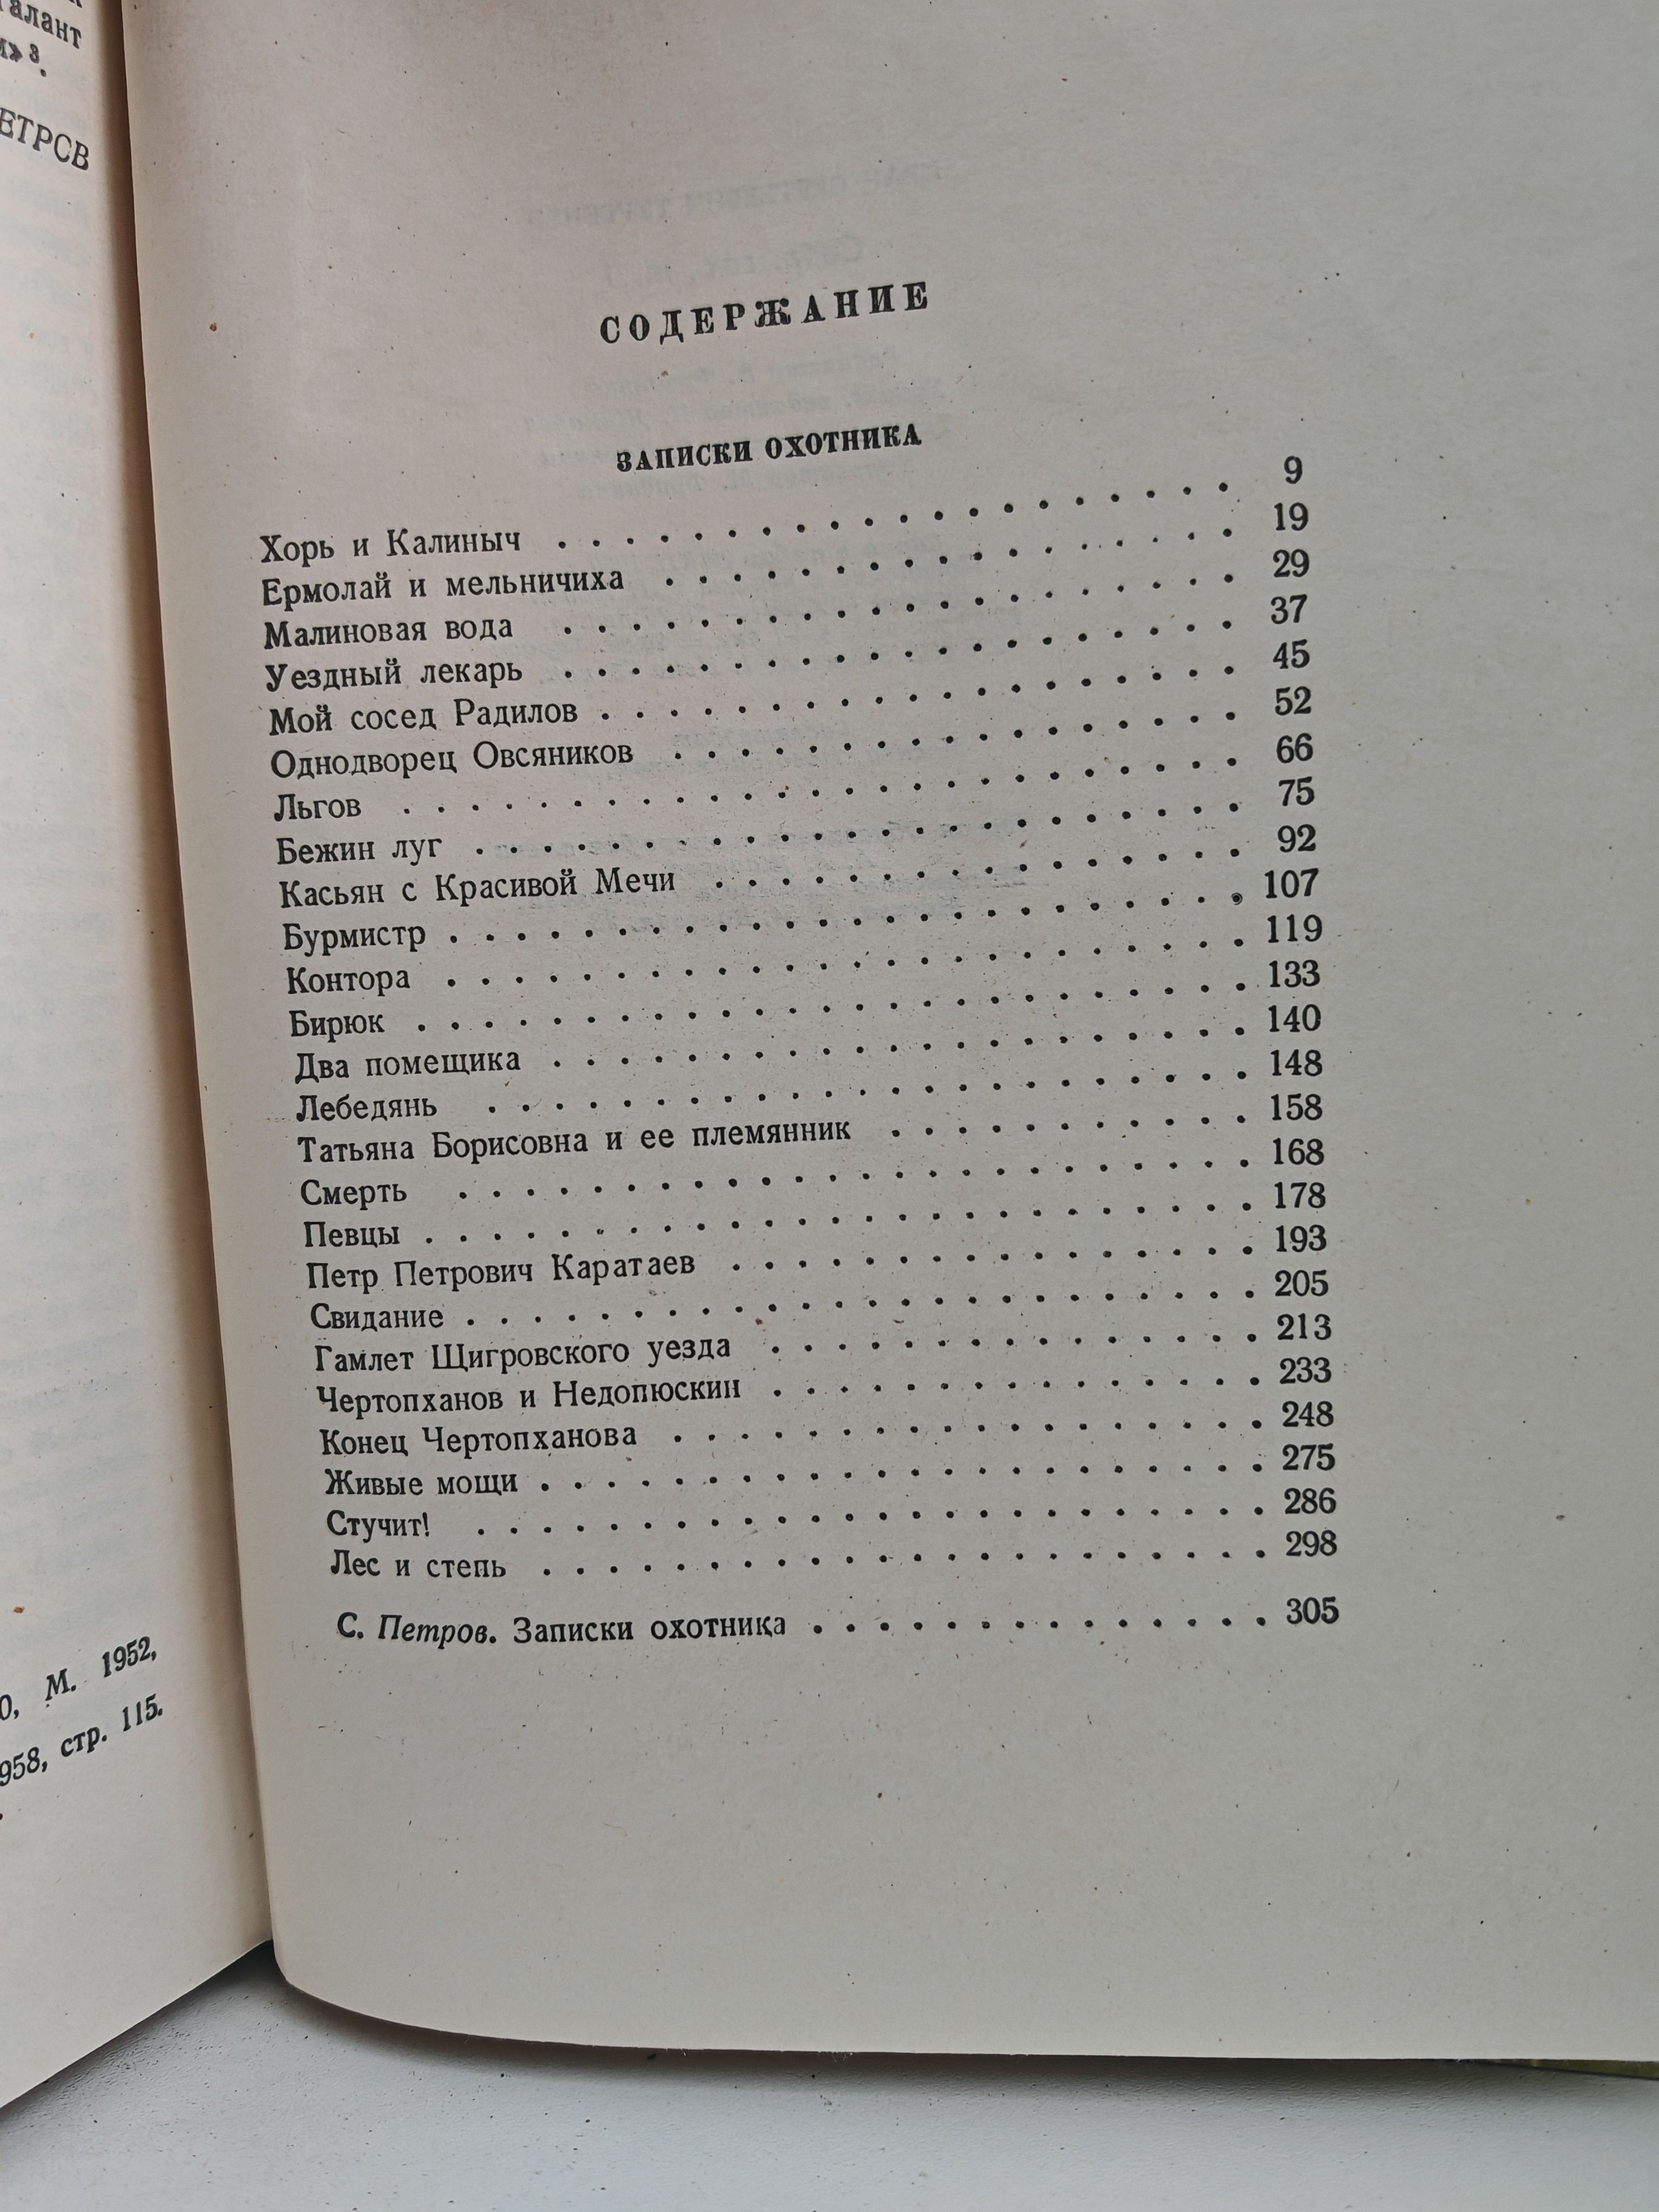 талант
м» 3.
ЕТРОВ
О, М. 1952,
958, стр. 115.
СОДЕРЖАНИЕ
ЗАПИСКИ ОХОТНИКА
Хорь и Калиныч . . . . . . . . . . . . . . . . . . . . 9
Ермолай и мельничиха . . . . . . . . . . . . . . . . . 19
Малиновая вода . . . . . . . . . . . . . . . . . . . . 29
Уездный лекарь . . . . . . . . . . . . . . . . . . . . 37
Мой сосед Радилов . . . . . . . . . . . . . . . . . . . 45
Однодворец Овсяников . . . . . . . . . . . . . . . . . 52
Льгов . . . . . . . . . . . . . . . . . . . . . . . . . 66
Бежин луг . . . . . . . . . . . . . . . . . . . . . . . 75
Касьян с Красивой Мечи . . . . . . . . . . . . . . . . 92
Бурмистр . . . . . . . . . . . . . . . . . . . . . . . . 107
Контора . . . . . . . . . . . . . . . . . . . . . . . . 119
Бирюк . . . . . . . . . . . . . . . . . . . . . . . . . 133
Два помещика . . . . . . . . . . . . . . . . . . . . . 140
Лебедянь . . . . . . . . . . . . . . . . . . . . . . . 148
Татьяна Борисовна и ее племянник . . . . . . . . . . . 158
Смерть . . . . . . . . . . . . . . . . . . . . . . . . 168
Певцы . . . . . . . . . . . . . . . . . . . . . . . . . 178
Петр Петрович Каратаев . . . . . . . . . . . . . . . . 193
Свидание . . . . . . . . . . . . . . . . . . . . . . . . 205
Гамлет Щигровского уезда . . . . . . . . . . . . . . . 213
Чертопханов и Недопюскин . . . . . . . . . . . . . . . 233
Конец Чертопханова . . . . . . . . . . . . . . . . . . 248
Живые мощи . . . . . . . . . . . . . . . . . . . . . . 275
Стучит! . . . . . . . . . . . . . . . . . . . . . . . . 286
Лес и степь . . . . . . . . . . . . . . . . . . . . . . 298
С. Петров. Записки охотника . . . . . . . . . . . . . . 305